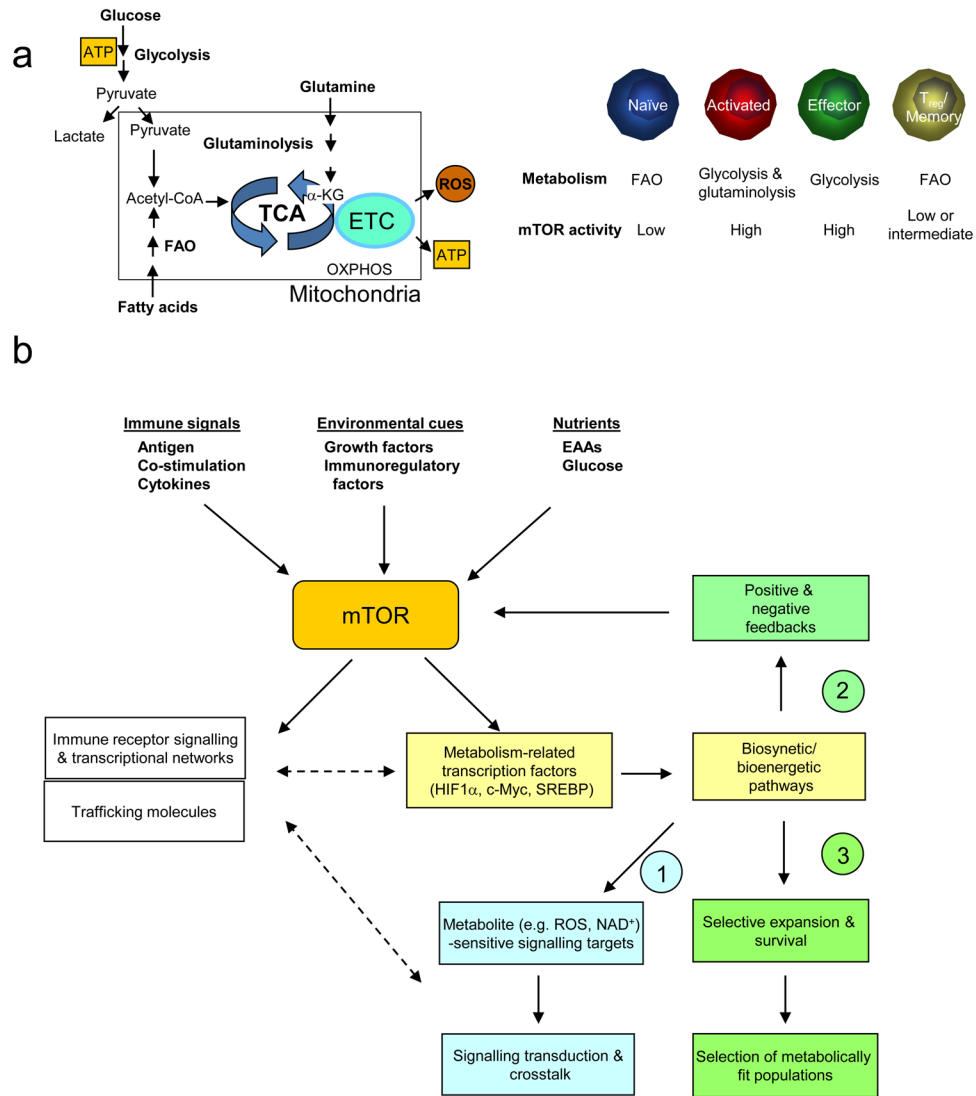 a
Glucose
ATP
Glycolysis
Pyruvate
Lactate
Pyruvate
Glutamine
Glutaminolysis
Acetyl-CoA
TCA
α-KG
ETC
ROS
ATP
FAO
OXPHOS
Mitochondria
Fatty acids
Naïve
Activated
Effector
Treg/
Memory
Metabolism
FAO
Glycolysis &
glutaminolysis
Glycolysis
FAO
mTOR activity
Low
High
High
Low or
intermediate
b
Immune signals
Antigen
Co-stimulation
Cytokines
Environmental cues
Growth factors
Immunoregulatory
factors
Nutrients
EAAs
Glucose
mTOR
Positive &
negative
feedbacks
2
Immune receptor signalling
& transcriptional networks
Trafficking molecules
Metabolism-related
transcription factors
(HIF1α, c-Myc, SREBP)
Biosynetic/
bioenergetic
pathways
1
3
Metabolite (e.g. ROS, NAD⁺)
-sensitive signalling targets
Selective expansion &
survival
Signalling transduction &
crosstalk
Selection of metabolically
fit populations